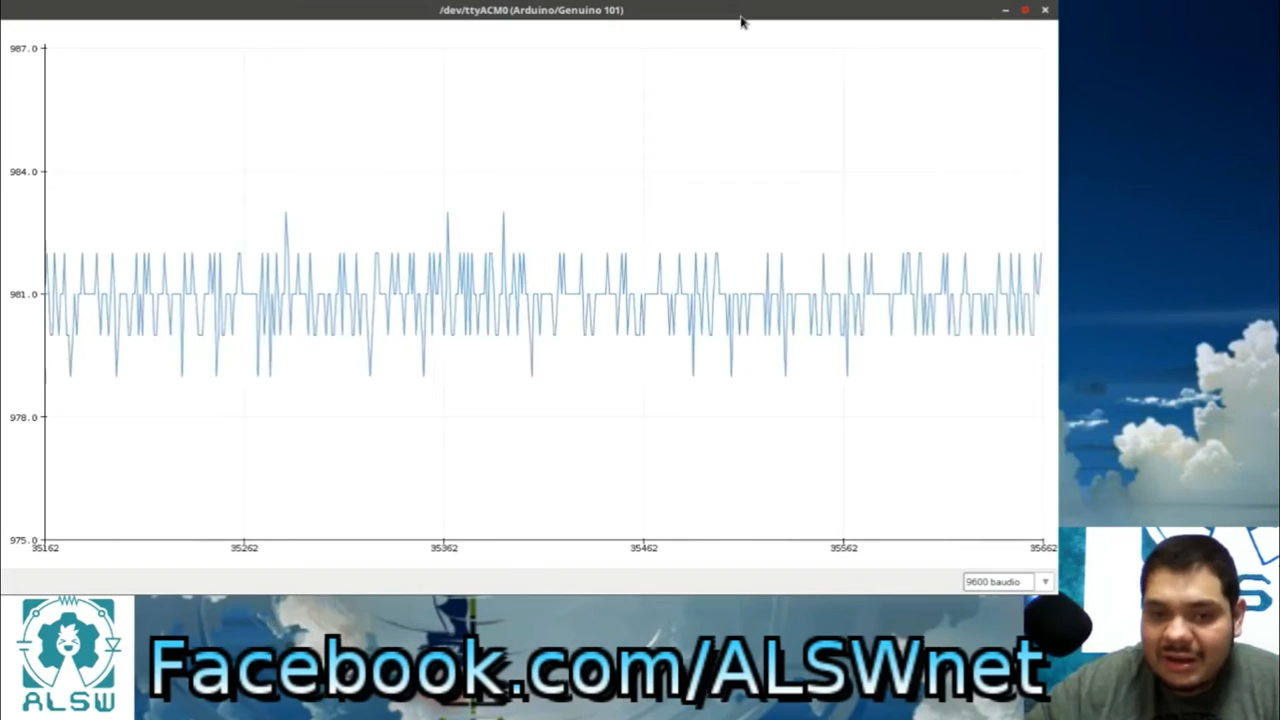 /dev/ttyACM0 (Arduino/Genuino 101)
987.0
984.0
981.0
978.0
975.0
35162 35262 35362 35462 35562 35662
9600 baudio
S
ALSW
Facebook.com/ALSWnet